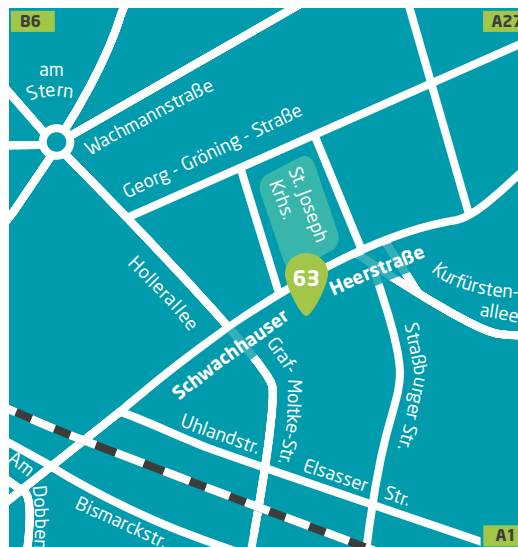 B6
A27
am
Stern
Wachmannstraße
Georg - Gröning - Straße
St. Joseph
Krhs.
63
Heerstraße
Kurfürsten-
allee
Hollerallee
Schwachhauser
Graf- Moltke-Str.
Straßburger Str.
Uhlandstr.
Elsasser Str.
Am Dobben
Bismarckstr.
A1